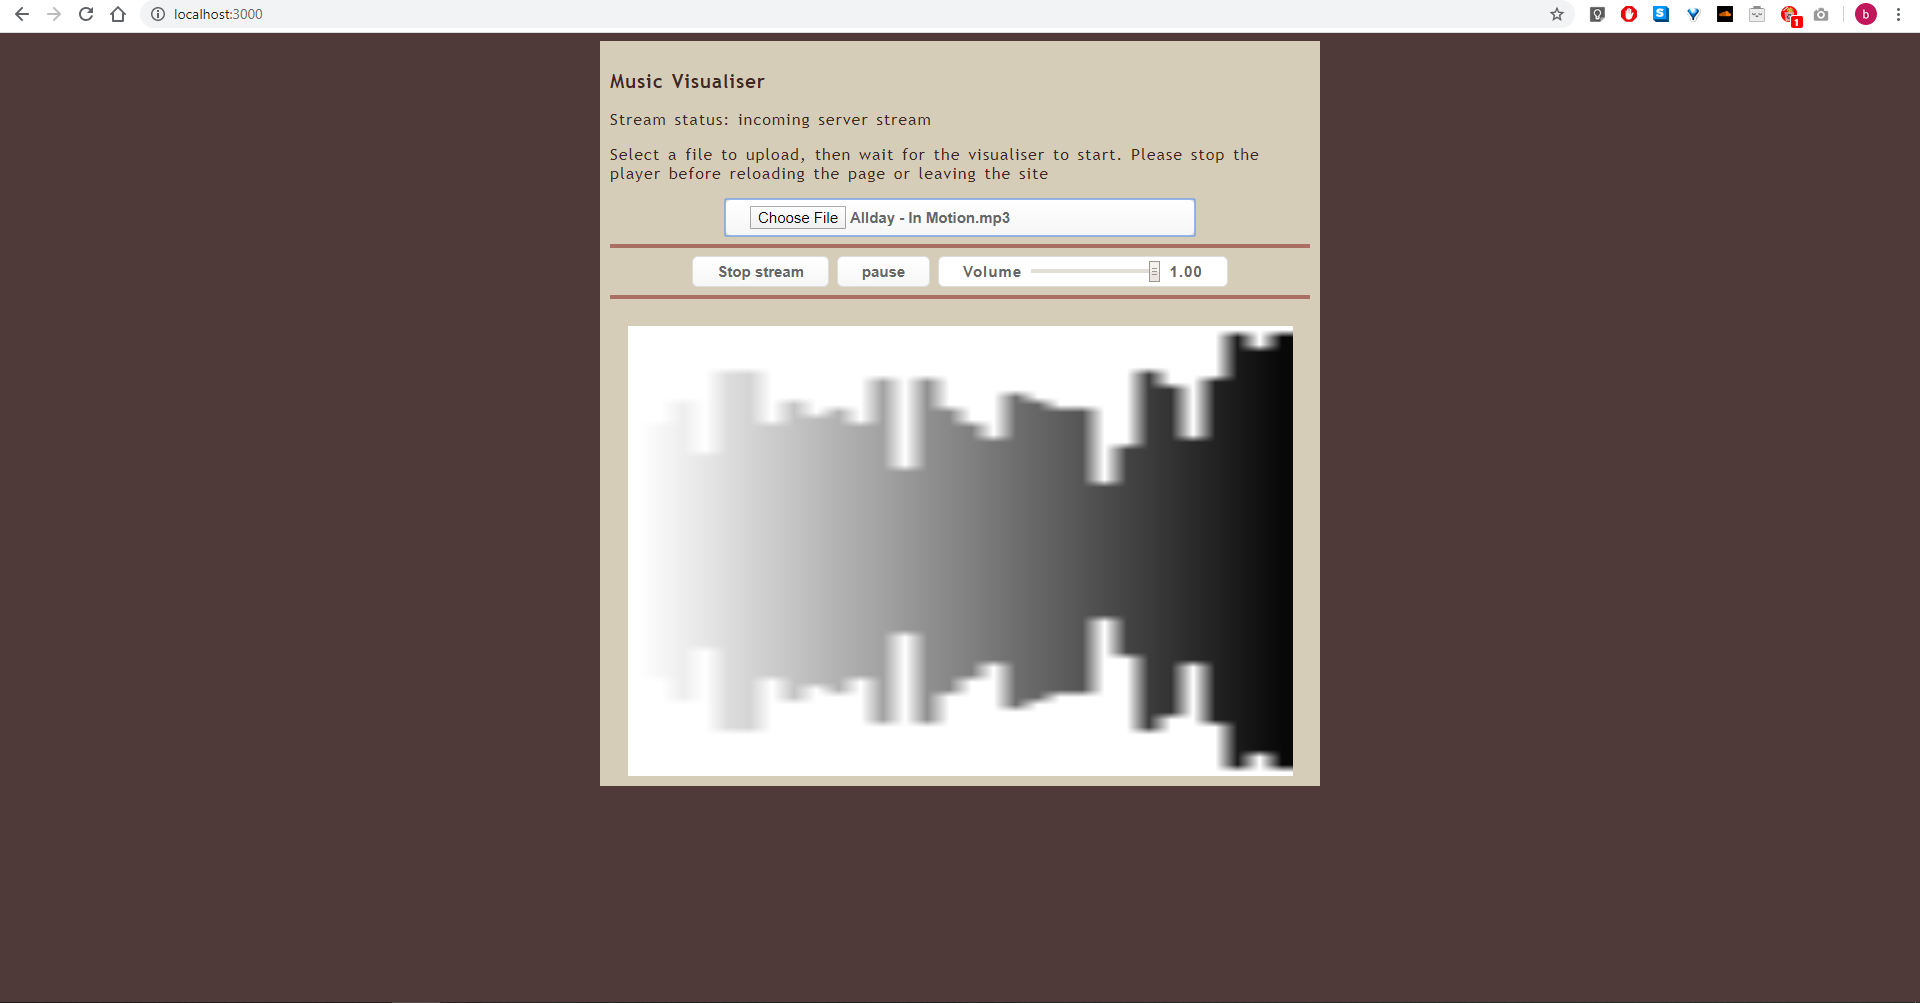 localhost:3000
S
1
b
Music Visualiser
Stream status: incoming server stream
Select a file to upload, then wait for the visualiser to start. Please stop the
player before reloading the page or leaving the site
Choose File Allday - In Motion.mp3
Stop stream pause Volume 1.00